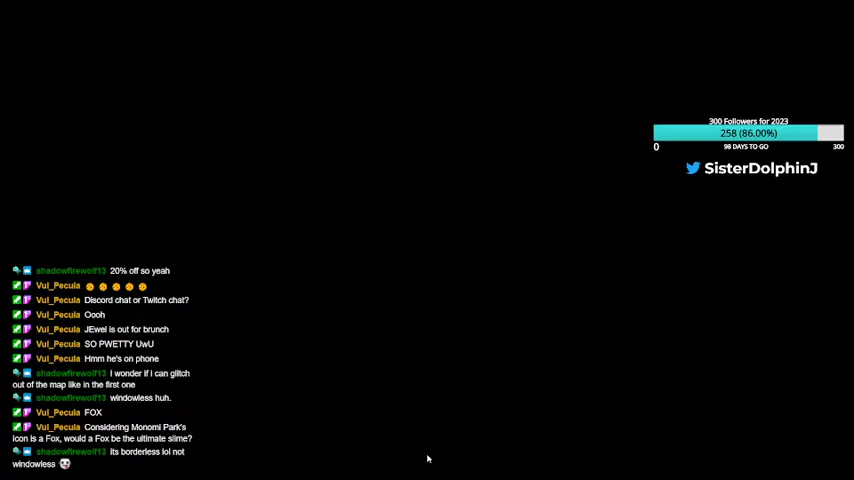 300 Followers for 2023
258 (86.00%)
0 98 DAYS TO GO 300
SisterDolphinJ
shadowfirewolf13 20% off so yeah
Vul_Pecula
Vul_Pecula Discord chat or Twitch chat?
Vul_Pecula Oooh
Vul_Pecula JEwel is out for brunch
Vul_Pecula SO PWETTY UwU
Vul_Pecula Hmm he's on phone
shadowfirewolf13 i wonder if i can glitch
out of the map like in the first one
shadowfirewolf13 windowless huh.
Vul_Pecula FOX
Vul_Pecula Considering Monomi Park's
icon is a Fox, would a Fox be the ultimate slime?
shadowfirewolf13 its borderless lol not
windowless